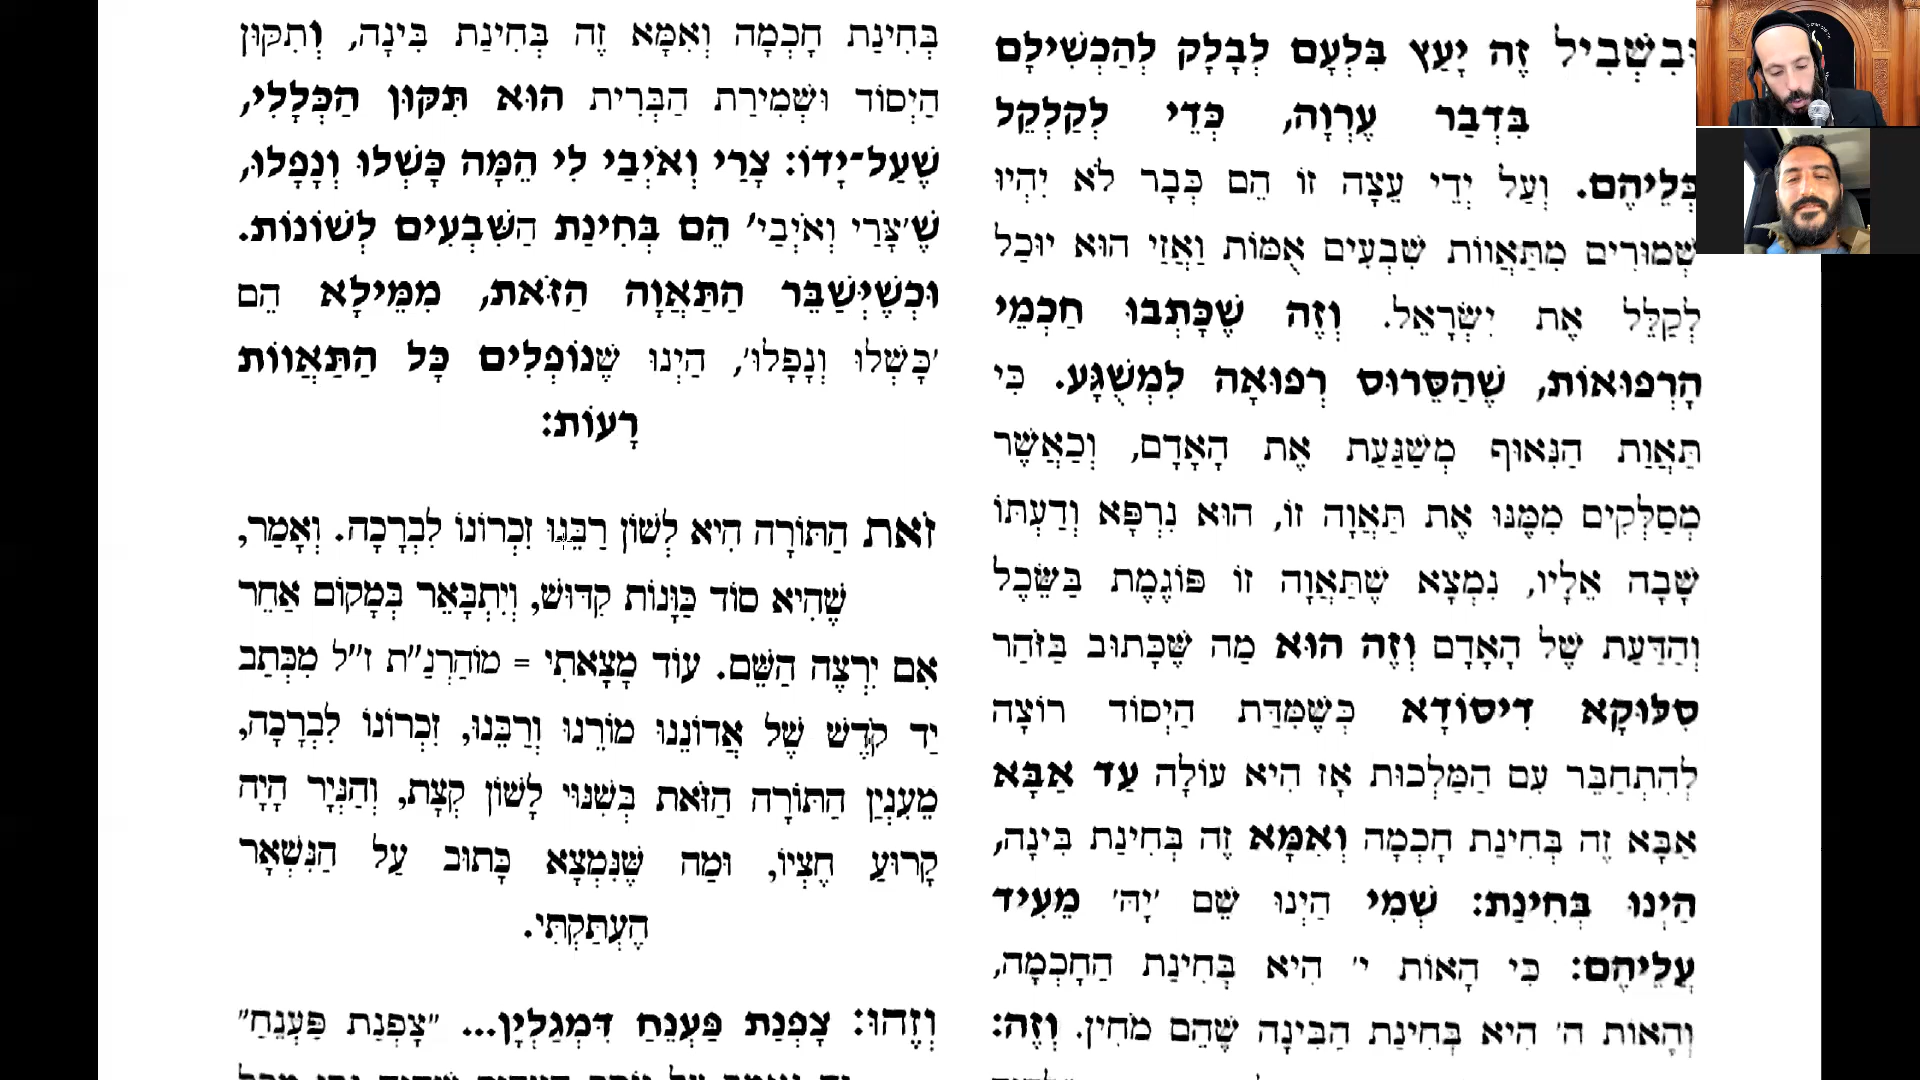 וּבִשְׁבִיל זֶה יָעַץ בִּלְעָם לְבָלָק לְהַכְשִׁילָם
בִּדְבַר עֶרְוָה, כְּדֵי לְקַלְקֵל
כְּלֵיהֶם. וְעַל יְדֵי עֵצָה זוֹ הֵם כְּבָר לֹא יִהְיוּ
שְׁמוּרִים מִתַּאֲווֹת שִׁבְעִים אֻמּוֹת וַאֲזַי הוּא יוּכַל
לְקַלֵּל אֶת יִשְׂרָאֵל. וְזֶה שֶׁכָּתְבוּ חַכְמֵי
הָרְפוּאוֹת, שֶׁהַסֵּרוּס רְפוּאָה לִמְשֻׁגָּע. כִּי
תַּאֲוַת הַנִּאוּף מְשַׁגַּעַת אֶת הָאָדָם, וְכַאֲשֶׁר
מְסַלְּקִים מִמֶּנּוּ אֶת תַּאֲוָה זוֹ, הוּא נִרְפָּא וְדַעְתּוֹ
שָׁבָה אֵלָיו, נִמְצָא שֶׁתַּאֲוָה זוֹ פּוֹגֶמֶת בַּשֵּׂכֶל
וְהַדַּעַת שֶׁל הָאָדָם וְזֶה הוּא מַה שֶּׁכָּתוּב בַּזֹּהַר
סִלּוּקָא דִיסוֹדָא כְּשֶׁמִּדַּת הַיְסוֹד רוֹצָה
לְהִתְחַבֵּר עִם הַמַּלְכוּת אָז הִיא עוֹלָה עַד אַבָּא
אַבָּא זֶה בְּחִינַת חָכְמָה וְאִמָּא זֶה בְּחִינַת בִּינָה,
הַיְנוּ בְּחִינַת: שְׁמִי הַיְנוּ שֵׁם 'יָהּ' מֵעִיד
עֲלֵיהֶם: כִּי הָאוֹת י' הִיא בְּחִינַת הַחָכְמָה,
וְהָאוֹת ה' הִיא בְּחִינַת הַבִּינָה שֶׁהֵם מֹחִין. וְזֶה:
בְּחִינַת חָכְמָה וְאִמָּא זֶה בְּחִינַת בִּינָה, וְתִקּוּן
הַיְסוֹד וּשְׁמִירַת הַבְּרִית הוּא תִּקּוּן הַכְּלָלִי,
שֶׁעַל־יָדוֹ: צָרַי וְאֹיְבַי לִי הֵמָּה כָּשְׁלוּ וְנָפָלוּ,
שֶׁ'צָּרַי וְאֹיְבַי' הֵם בְּחִינַת הַשִּׁבְעִים לְשׁוֹנוֹת.
וּכְשֶׁיְּשַׁבֵּר הַתַּאֲוָה הַזֹּאת, מִמֵּילָא הֵם
'כָּשְׁלוּ וְנָפָלוּ', הַיְנוּ שֶׁנּוֹפְלִים כָּל הַתַּאֲווֹת
רָעוֹת:
זֹאת הַתּוֹרָה הִיא לְשׁוֹן רַבֵּנוּ זִכְרוֹנוֹ לִבְרָכָה. וְאָמַר,
שֶׁהִיא סוֹד כַּוָּנוֹת קִדּוּשׁ, וְיִתְבָּאֵר בְּמָקוֹם אַחֵר
אִם יִרְצֶה הַשֵּׁם. עוֹד מָצָאתִי = מוֹהַרְנַ"ת ז"ל מִכְּתַב
יַד קֹדֶשׁ שֶׁל אֲדוֹנֵנוּ מוֹרֵנוּ וְרַבֵּנוּ, זִכְרוֹנוֹ לִבְרָכָה,
מֵעִנְיַן הַתּוֹרָה הַזֹּאת בְּשִׁנּוּי לָשׁוֹן קְצָת, וְהַנְּיָר הָיָה
קָרוּעַ חֶצְיוֹ, וּמַה שֶּׁנִּמְצָא כָּתוּב עַל הַנִּשְׁאָר
הֶעְתַּקְתִּי.
וְזֶהוּ: צָפְנַת פַּעְנֵחַ דִּמְגַלְיָן... "צָפְנַת פַּעְנֵחַ"